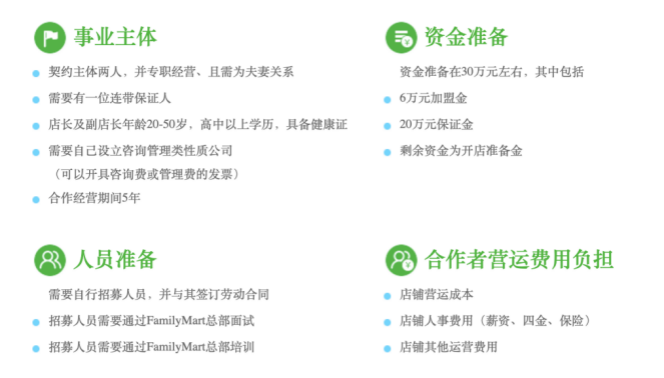 事业主体
契约主体两人，并专职经营、且需为夫妻关系
需要有一位连带保证人
店长及副店长年龄20-50岁，高中以上学历，具备健康证
需要自己设立咨询管理类性质公司
（可以开具咨询费或管理费的发票）
合作经营期间5年
资金准备
资金准备在30万元左右，其中包括
6万元加盟金
20万元保证金
剩余资金为开店准备金
人员准备
需要自行招募人员，并与其签订劳动合同
招募人员需要通过FamilyMart总部面试
招募人员需要通过FamilyMart总部培训
合作者营运费用负担
店铺营运成本
店铺人事费用（薪资、四金、保险）
店铺其他运营费用